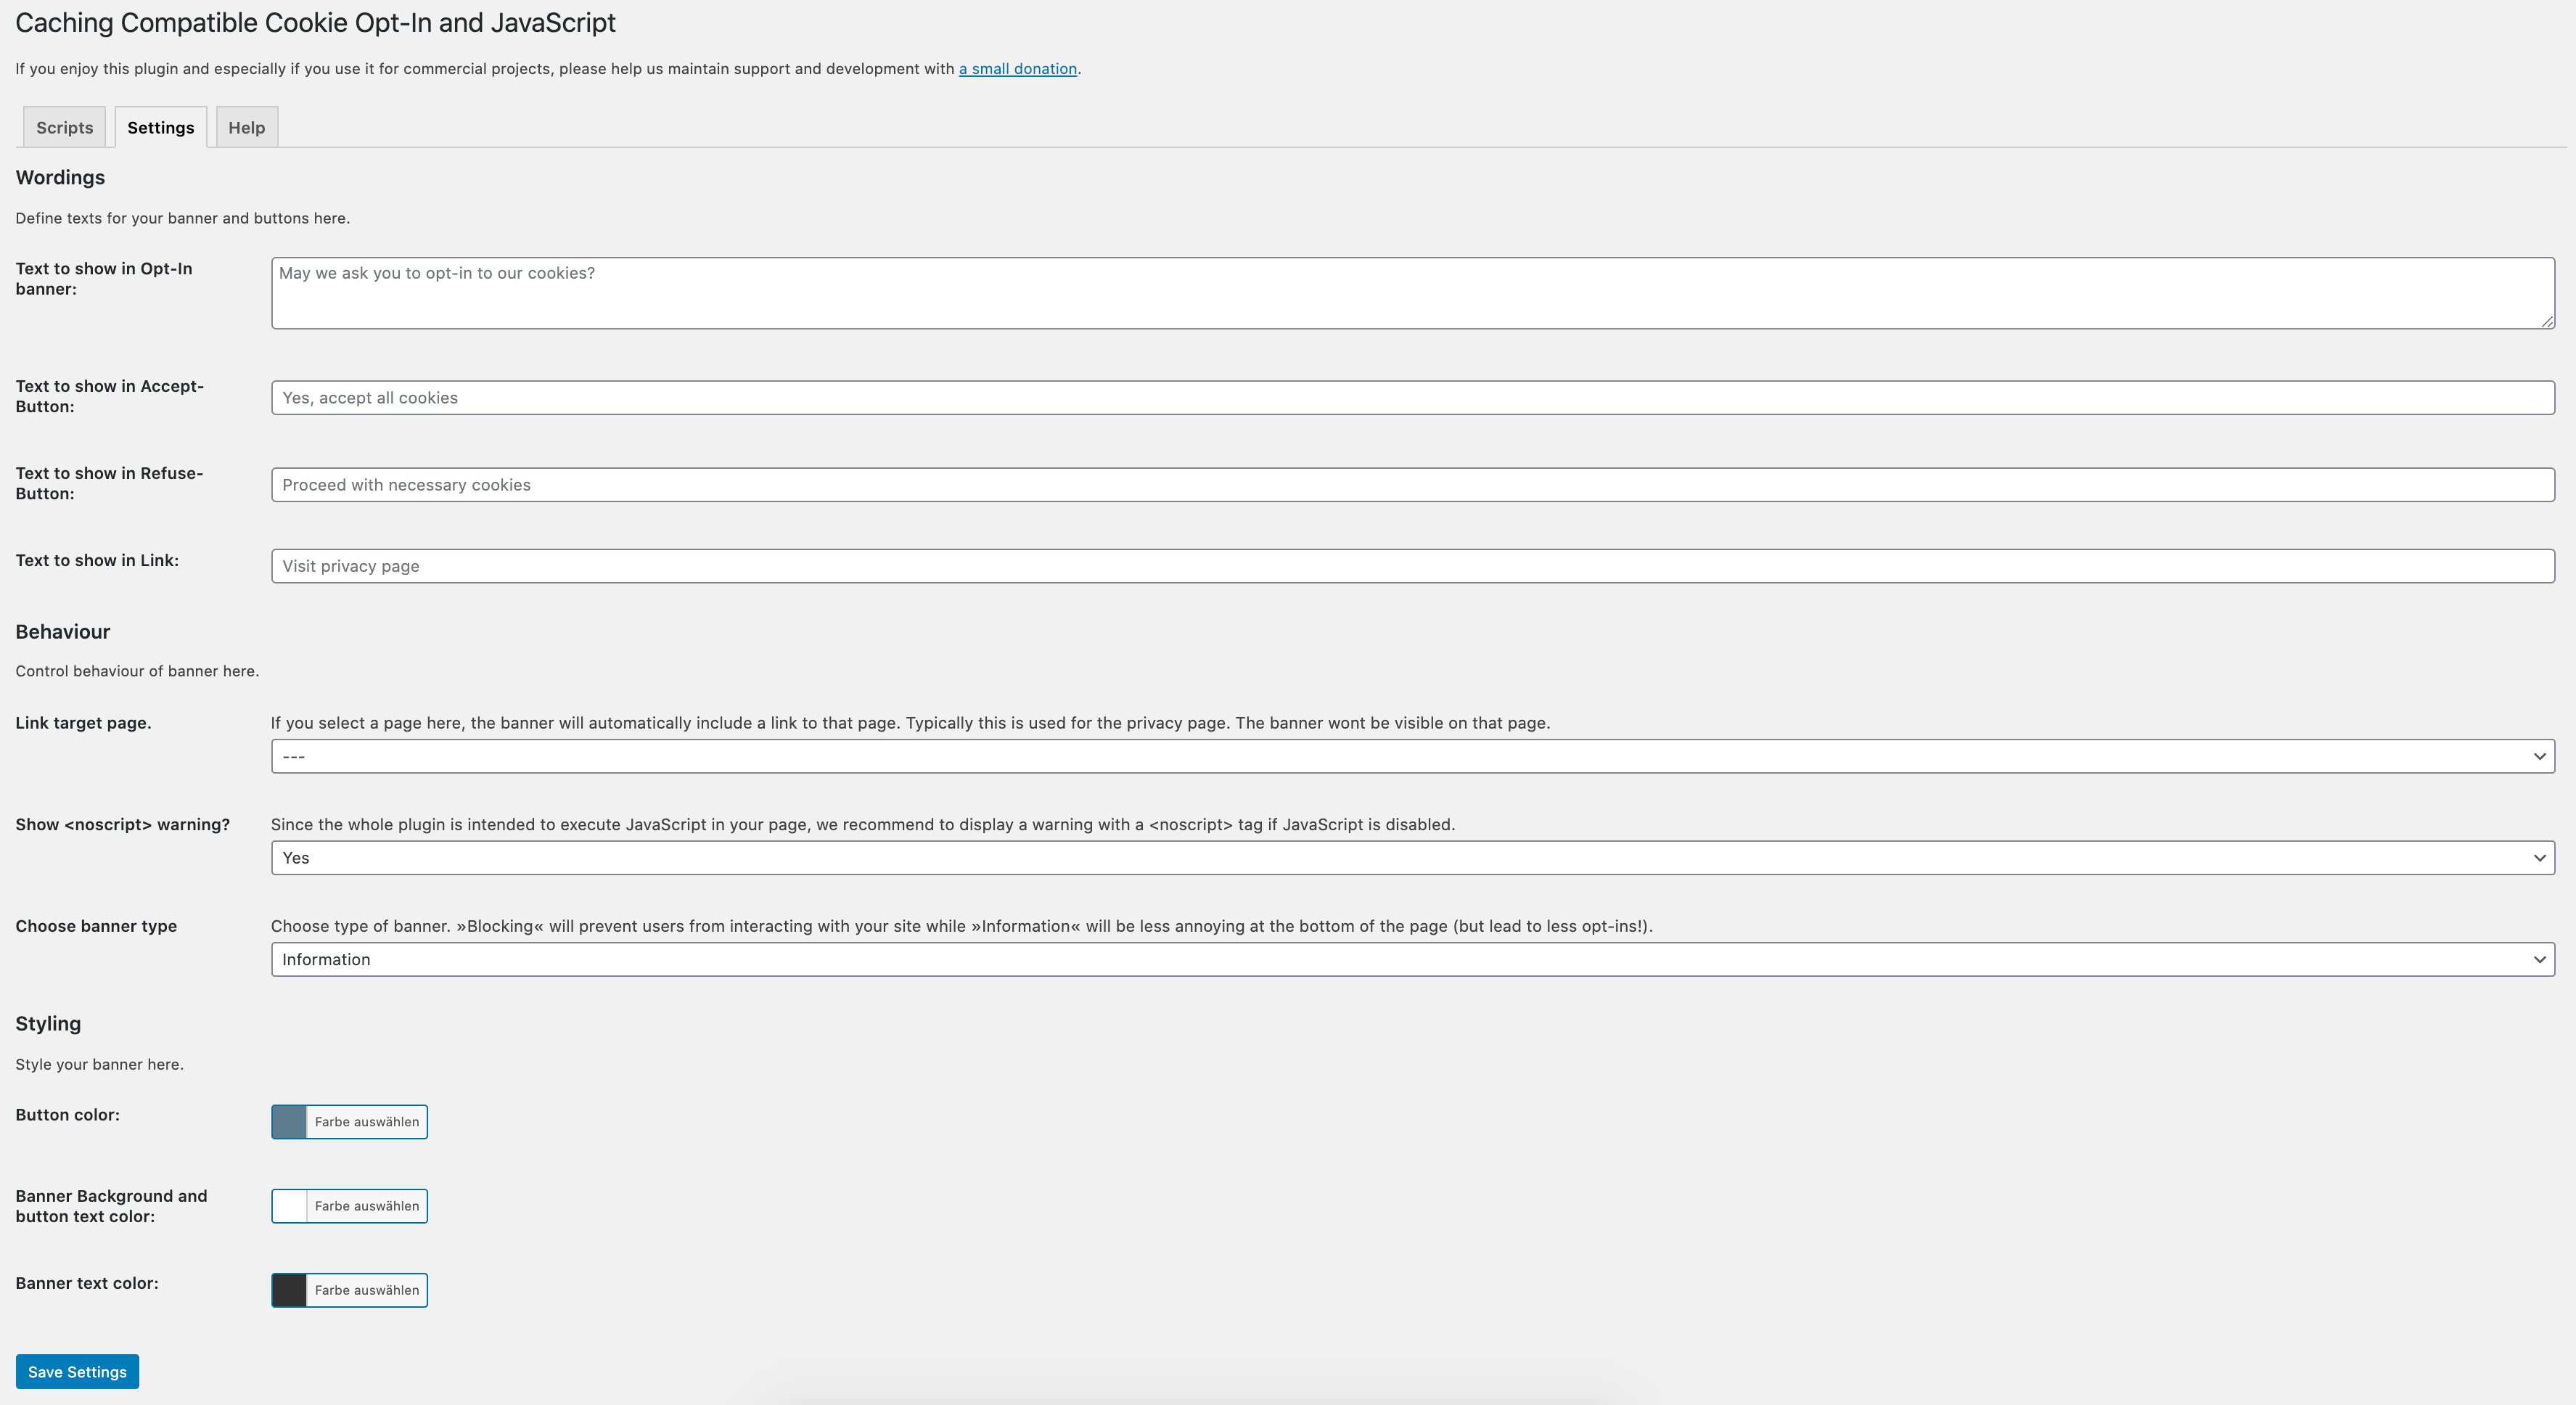 Caching Compatible Cookie Opt-In and JavaScript
If you enjoy this plugin and especially if you use it for commercial projects, please help us maintain support and development with a small donation.
Scripts
Settings
Help
Wordings
Define texts for your banner and buttons here.
Text to show in Opt-In
banner:
May we ask you to opt-in to our cookies?
Text to show in Accept-
Button:
Yes, accept all cookies
Text to show in Refuse-
Button:
Proceed with necessary cookies
Text to show in Link:
Visit privacy page
Behaviour
Control behaviour of banner here.
Link target page.
If you select a page here, the banner will automatically include a link to that page. Typically this is used for the privacy page. The banner wont be visible on that page.
---
Show <noscript> warning?
Since the whole plugin is intended to execute JavaScript in your page, we recommend to display a warning with a <noscript> tag if JavaScript is disabled.
Yes
Choose banner type
Choose type of banner. »Blocking« will prevent users from interacting with your site while »Information« will be less annoying at the bottom of the page (but lead to less opt-ins!).
Information
Styling
Style your banner here.
Button color:
Farbe auswählen
Banner Background and
button text color:
Farbe auswählen
Banner text color:
Farbe auswählen
Save Settings